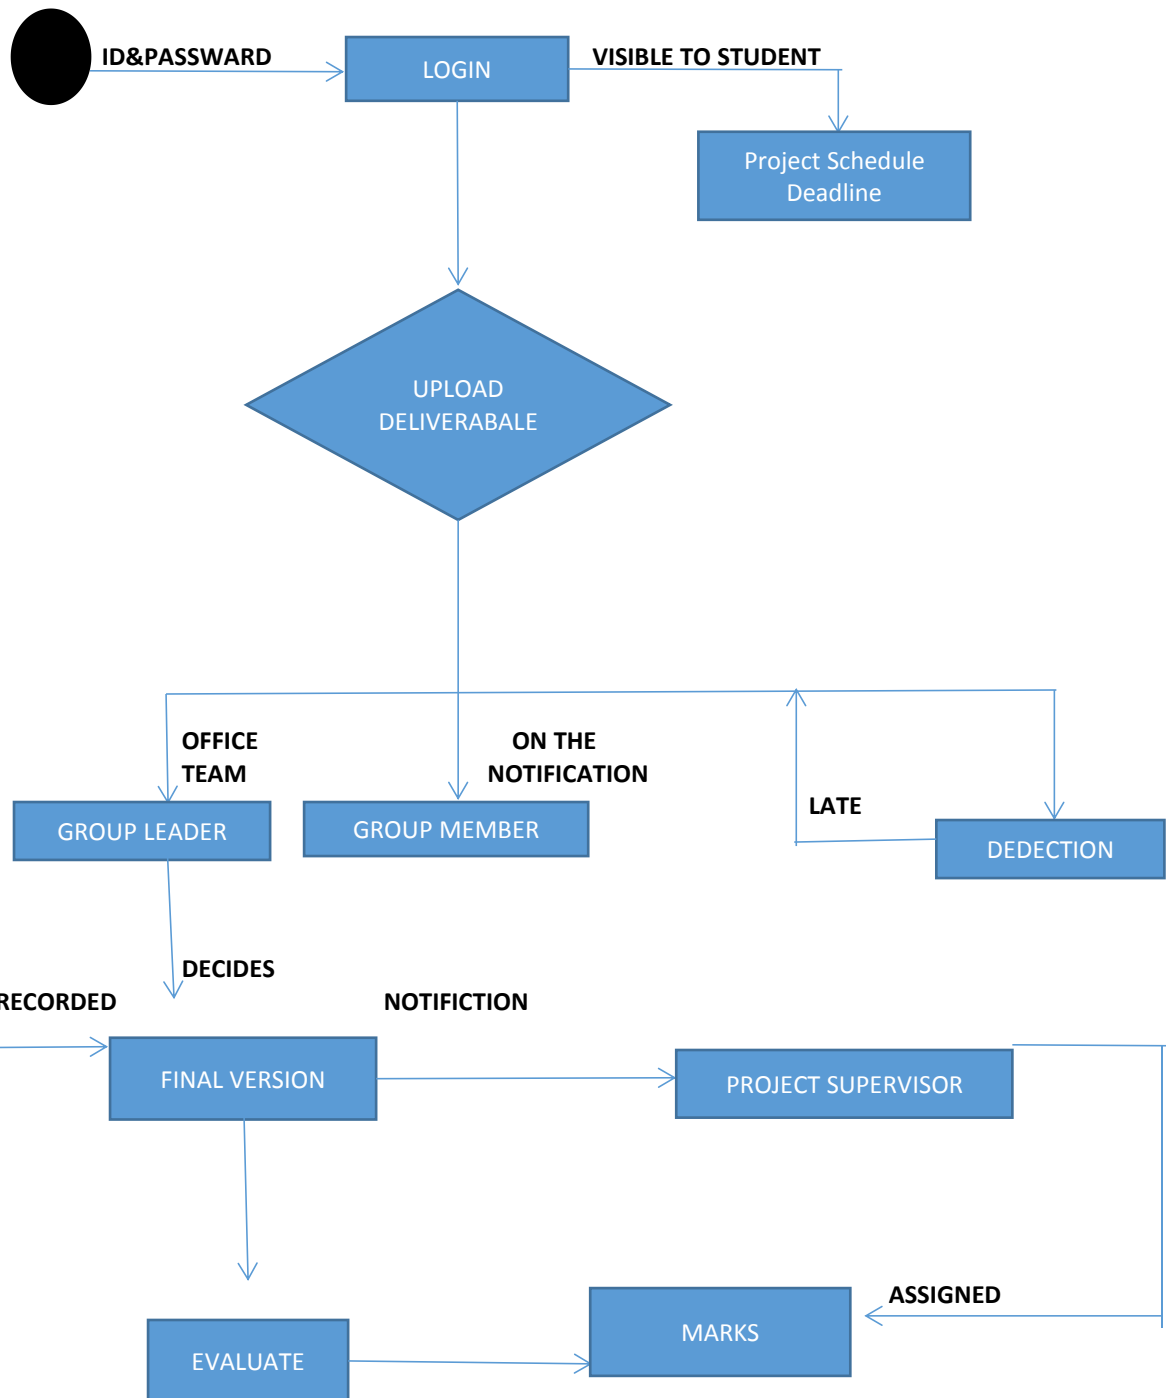 ID&PASSWARD
LOGIN
VISIBLE TO STUDENT
Project Schedule
Deadline
UPLOAD
DELIVERABALE
OFFICE
TEAM
ON THE
NOTIFICATION
LATE
GROUP LEADER
GROUP MEMBER
DEDECTION
DECIDES
RECORDED
NOTIFICTION
FINAL VERSION
PROJECT SUPERVISOR
ASSIGNED
MARKS
EVALUATE